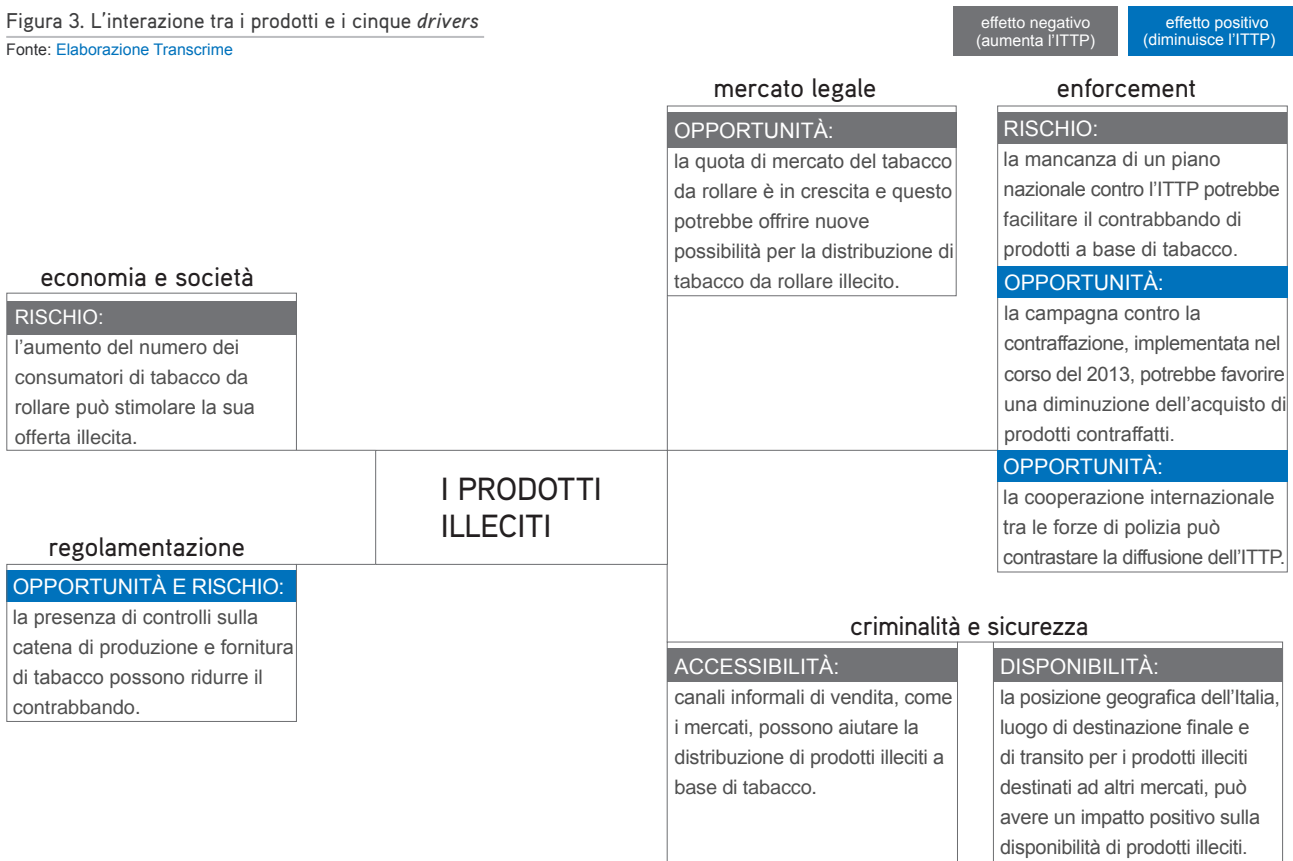 Figura 3. L'interazione tra i prodotti e i cinque drivers
Fonte: Elaborazione Transcrime
effetto negativo
(aumenta l'ITTP)
effetto positivo
(diminuisce l'ITTP)
mercato legale
OPPORTUNITÀ:
la quota di mercato del tabacco
da rollare è in crescita e questo
potrebbe offrire nuove
possibilità per la distribuzione di
tabacco da rollare illecito.
enforcement
RISCHIO:
la mancanza di un piano
nazionale contro l'ITTP potrebbe
facilitare il contrabbando di
prodotti a base di tabacco.
OPPORTUNITÀ:
la campagna contro la
contraffazione, implementata nel
corso del 2013, potrebbe favorire
una diminuzione dell'acquisto di
prodotti contraffatti.
OPPORTUNITÀ:
la cooperazione internazionale
tra le forze di polizia può
contrastare la diffusione dell'ITTP.
economia e società
RISCHIO:
l'aumento del numero dei
consumatori di tabacco da
rollare può stimolare la sua
offerta illecita.
I PRODOTTI
ILLECITI
regolamentazione
OPPORTUNITÀ E RISCHIO:
la presenza di controlli sulla
catena di produzione e fornitura
di tabacco possono ridurre il
contrabbando.
criminalità e sicurezza
ACCESSIBILITÀ:
canali informali di vendita, come
i mercati, possono aiutare la
distribuzione di prodotti illeciti a
base di tabacco.
DISPONIBILITÀ:
la posizione geografica dell'Italia,
luogo di destinazione finale e
di transito per i prodotti illeciti
destinati ad altri mercati, può
avere un impatto positivo sulla
disponibilità di prodotti illeciti.